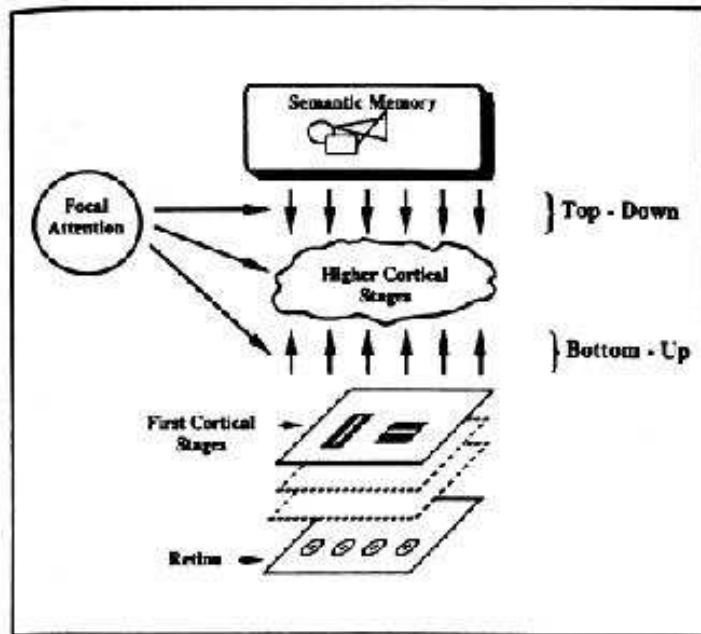 Semantic Memory
Focal
Attention
} Top - Down
Higher Cortical
Stages
} Bottom - Up
First Cortical
Stages
Retina